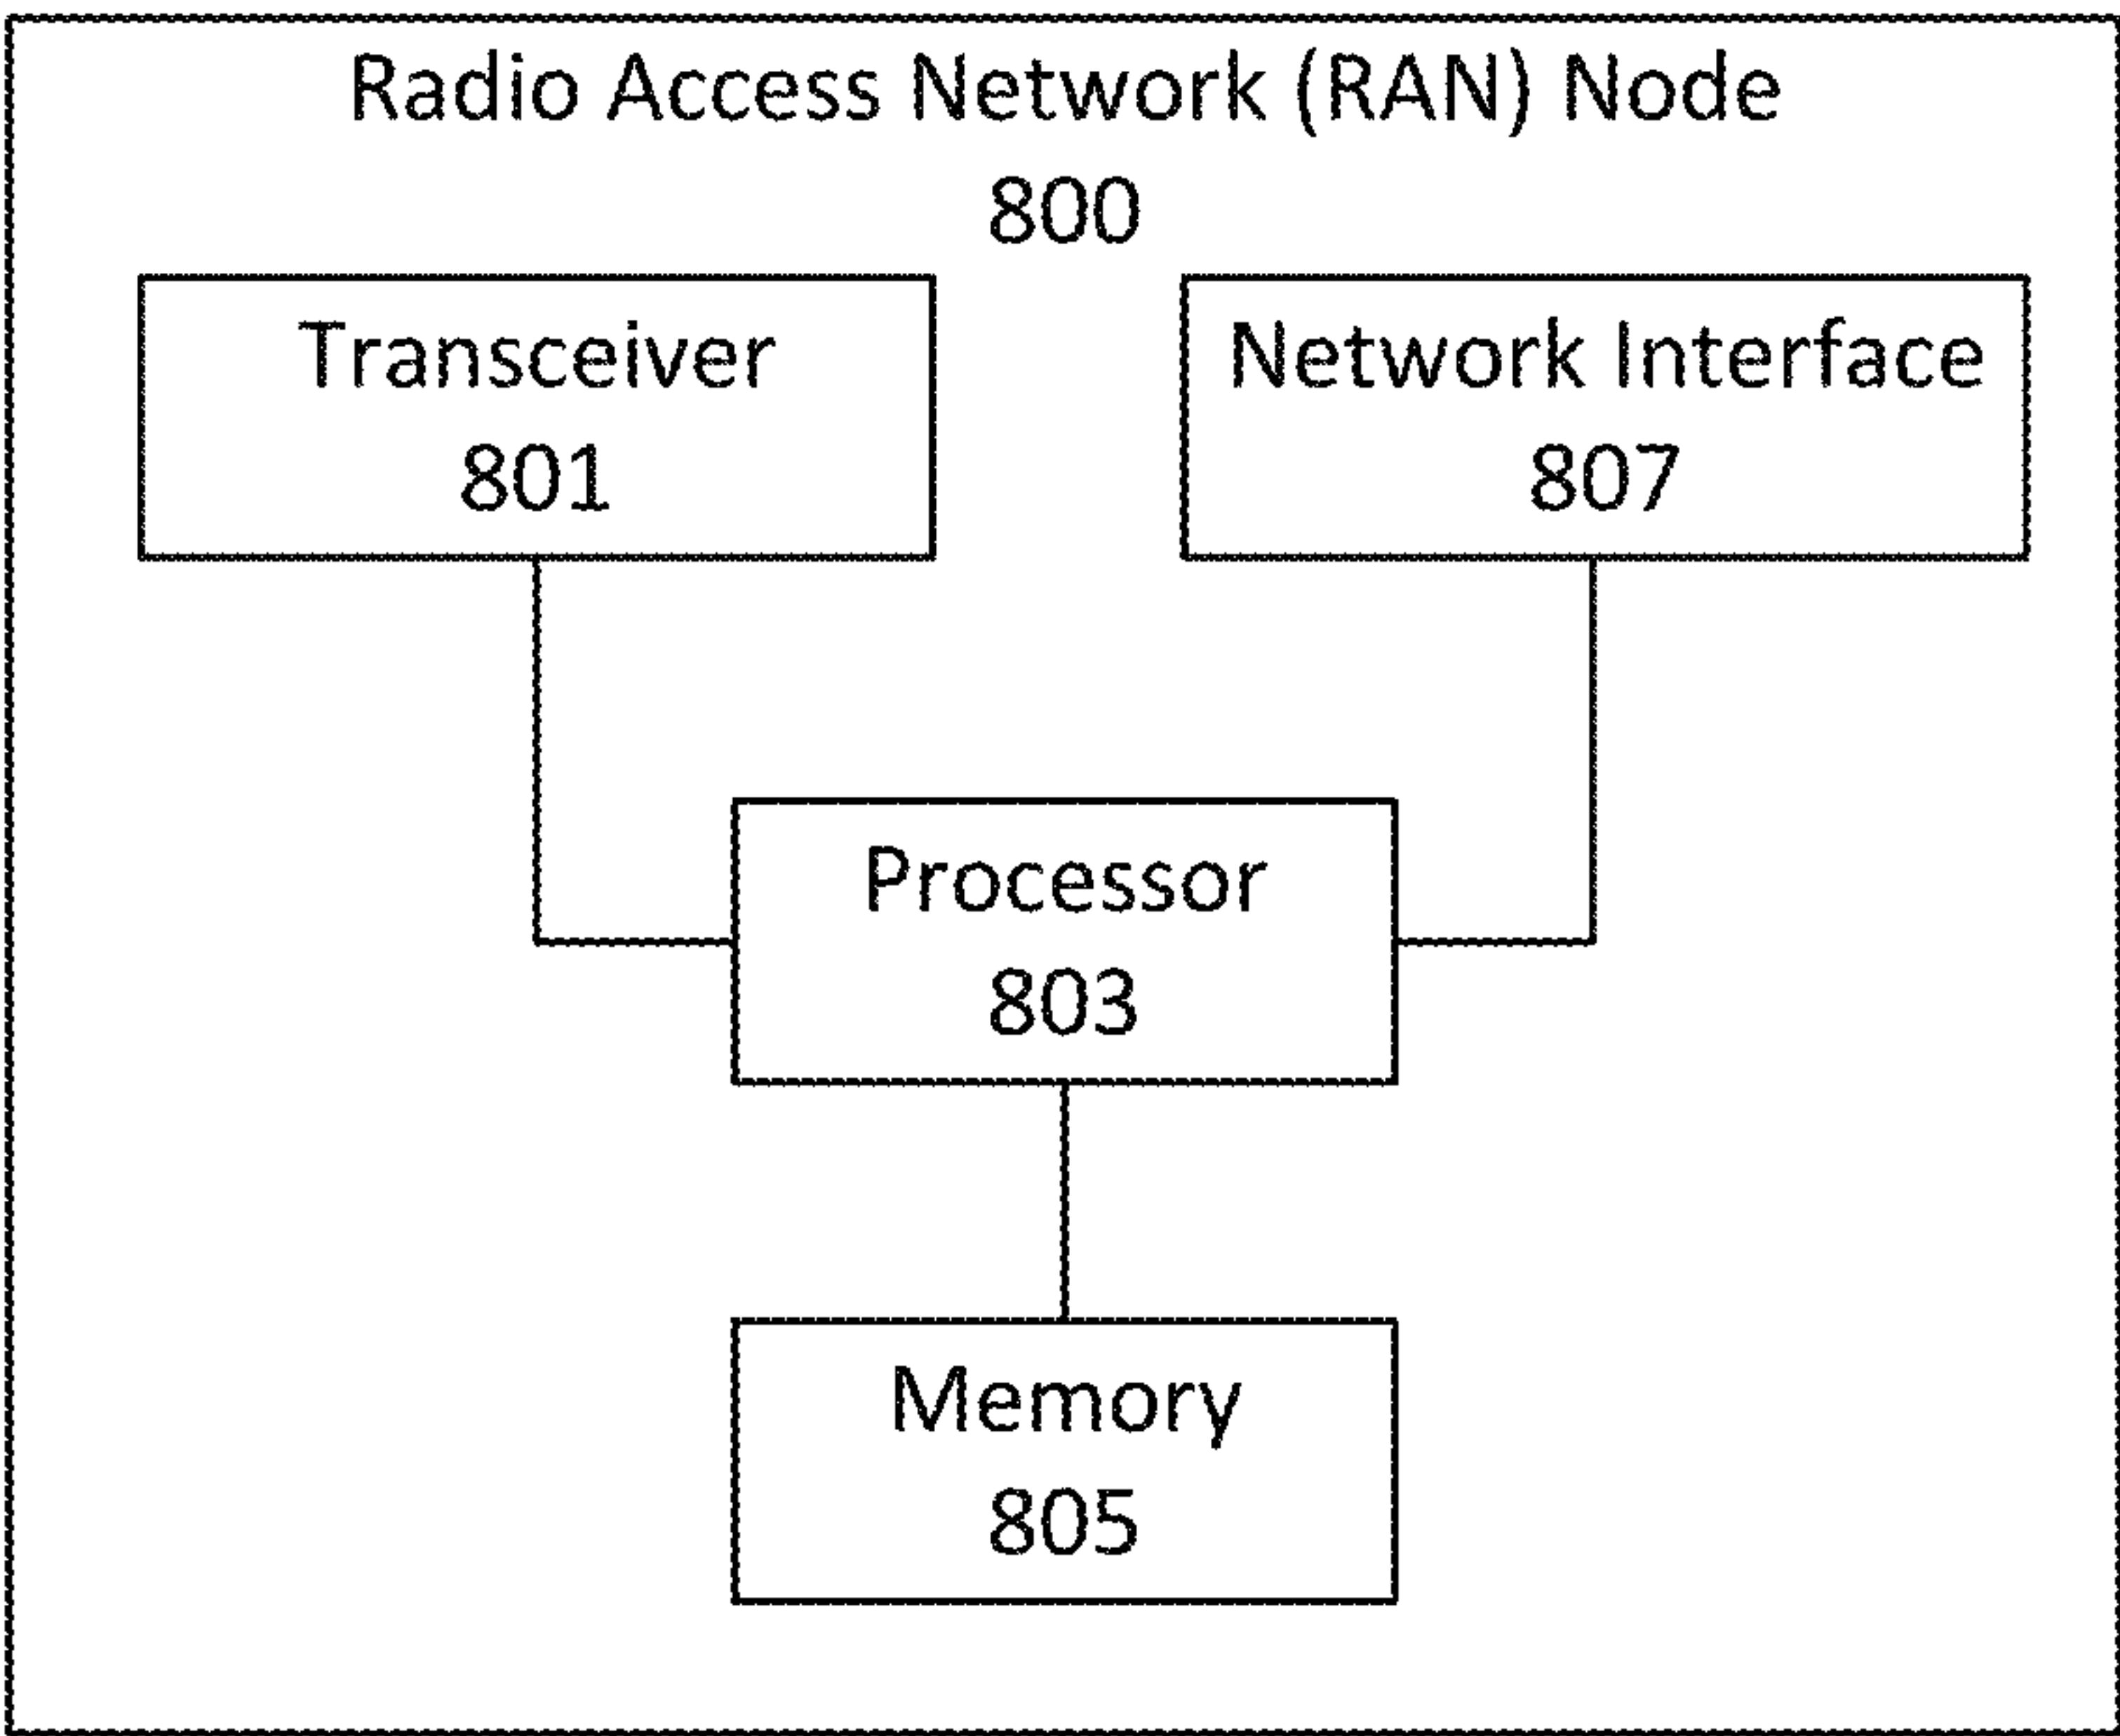 Radio Access Network (RAN) Node
800
Transceiver
801
Network Interface
807
Processor
803
Memory
805